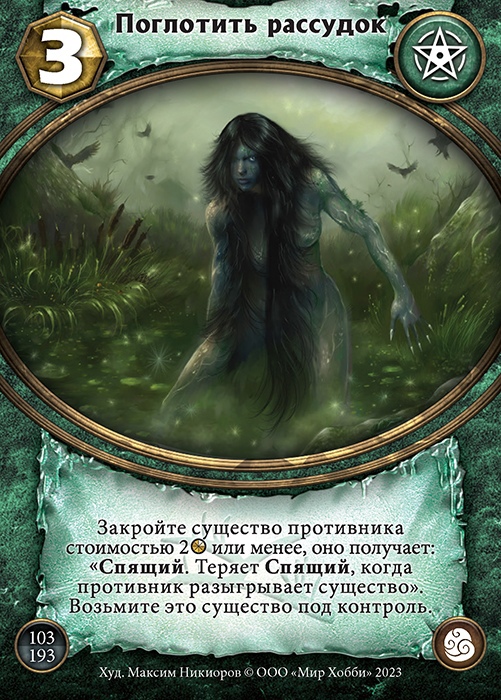 Поглотить рассудок
3
Закройте существо противника
стоимостью 2 или менее, оно получает:
«Спящий. Теряет Спящий, когда
противник разыгрывает существо».
Возьмите это существо под контроль.
103
193
Худ. Максим Никиоров © ООО «Мир Хобби» 2023